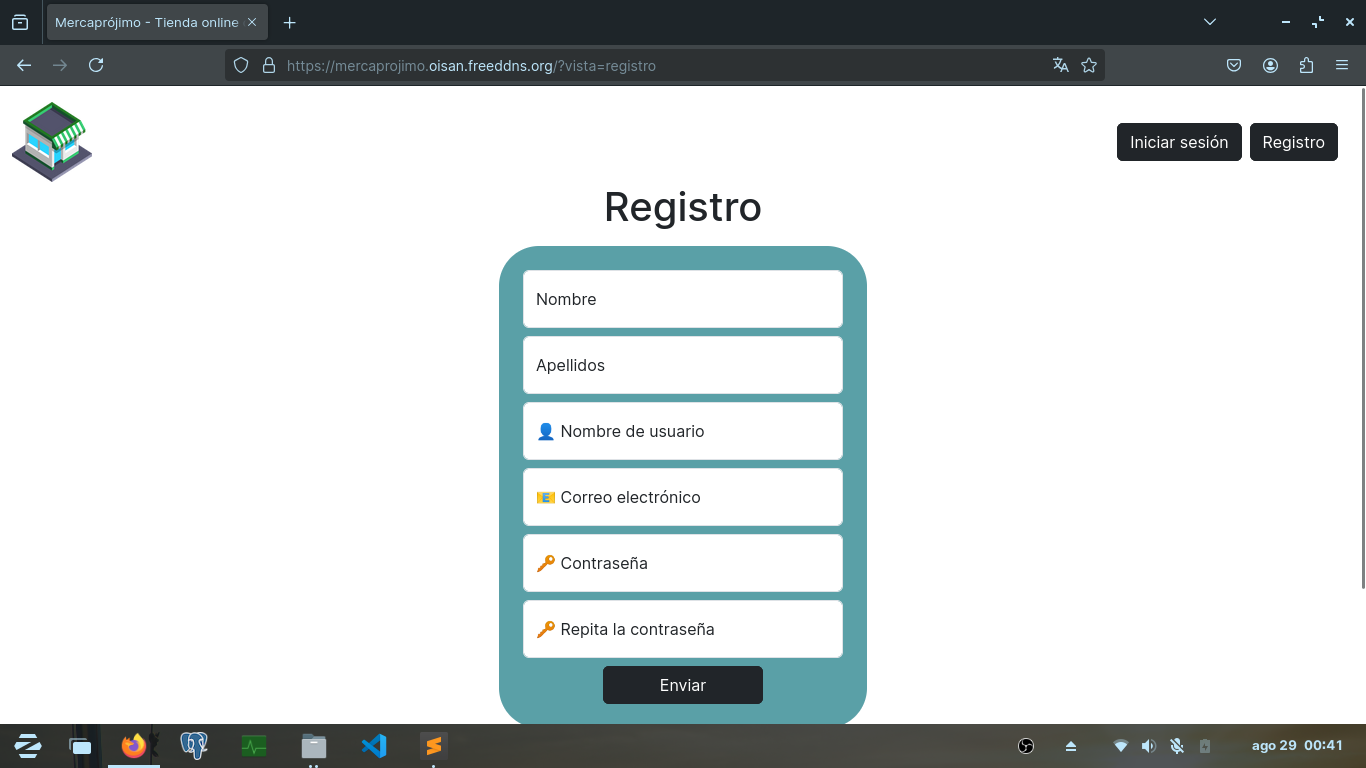 Mercaprójimo - Tienda online
https://mercaprojimo.oisan.freeddns.org/?vista=registro
Iniciar sesión
Registro
Registro
Nombre
Apellidos
👤 Nombre de usuario
📧 Correo electrónico
🔑 Contraseña
🔑 Repita la contraseña
Enviar
ago 29 00:41